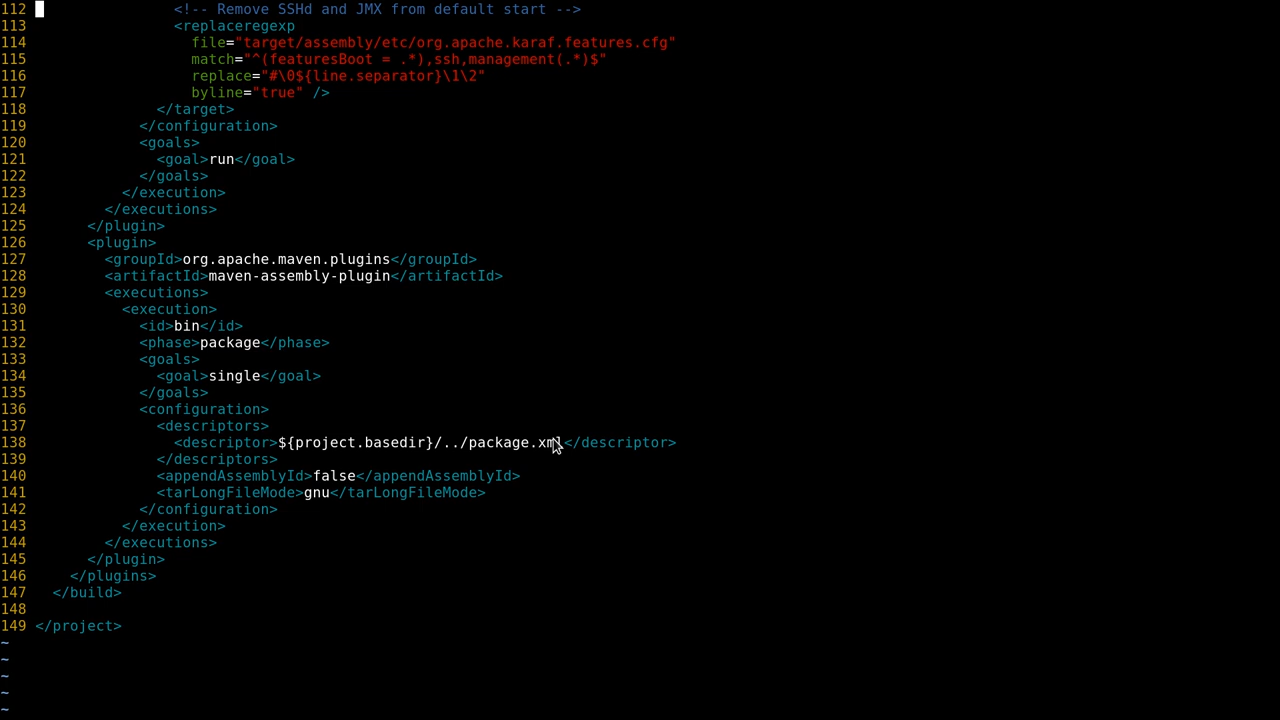 112                 <!-- Remove SSHd and JMX from default start -->
113                 <replaceregexp
114                   file="target/assembly/etc/org.apache.karaf.features.cfg"
115                   match="^(featuresBoot = .*),ssh,management(.*)$"
116                   replace="#\0${line.separator}\1\2"
117                   byline="true" />
118               </target>
119             </configuration>
120             <goals>
121               <goal>run</goal>
122             </goals>
123           </execution>
124         </executions>
125       </plugin>
126       <plugin>
127         <groupId>org.apache.maven.plugins</groupId>
128         <artifactId>maven-assembly-plugin</artifactId>
129         <executions>
130           <execution>
131             <id>bin</id>
132             <phase>package</phase>
133             <goals>
134               <goal>single</goal>
135             </goals>
136             <configuration>
137               <descriptors>
138                 <descriptor>${project.basedir}/../package.xml</descriptor>
139               </descriptors>
140               <appendAssemblyId>false</appendAssemblyId>
141               <tarLongFileMode>gnu</tarLongFileMode>
142             </configuration>
143           </execution>
144         </executions>
145       </plugin>
146     </plugins>
147   </build>
148
149 </project>
~
~
~
~
~